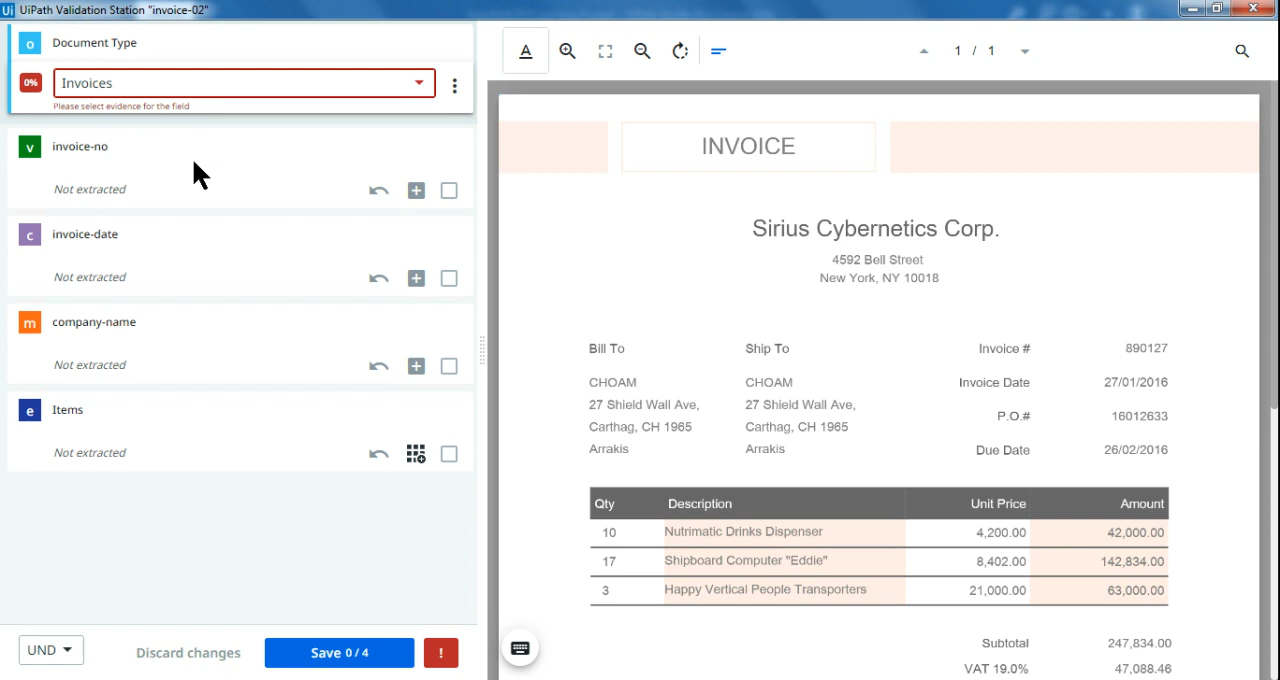 Ui UiPath Validation Station "invoice-02"
o Document Type
0% Invoices
Please select evidence for the field
v invoice-no
Not extracted
c invoice-date
Not extracted
m company-name
Not extracted
e Items
Not extracted
UND Discard changes Save 0 / 4 !
A 1 / 1
INVOICE
Sirius Cybernetics Corp.
4592 Bell Street
New York, NY 10018
Bill To Ship To Invoice # 890127
CHOAM CHOAM Invoice Date 27/01/2016
27 Shield Wall Ave, 27 Shield Wall Ave,
P.O.# 16012633
Carthag, CH 1965 Carthag, CH 1965
Arrakis Arrakis Due Date 26/02/2016
Qty Description Unit Price Amount
10 Nutrimatic Drinks Dispenser 4,200.00 42,000.00
17 Shipboard Computer "Eddie" 8,402.00 142,834.00
3 Happy Vertical People Transporters 21,000.00 63,000.00
Subtotal 247,834.00
VAT 19.0% 47,088.46